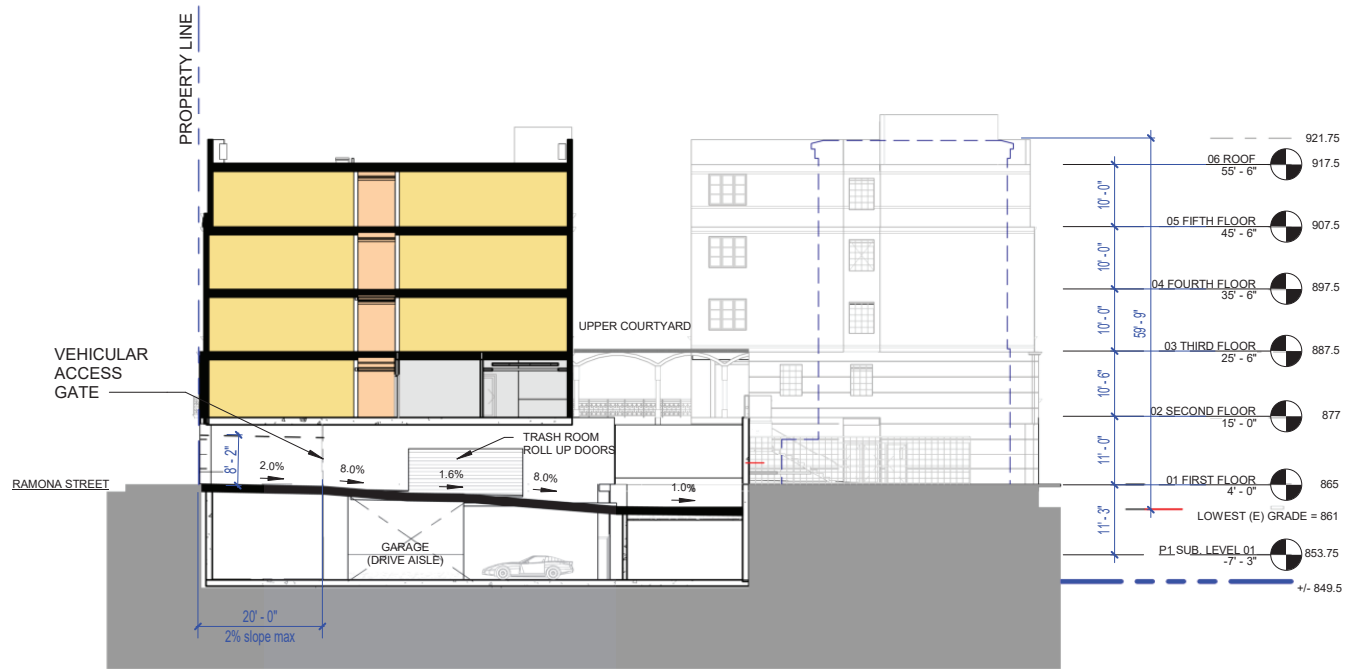 PROPERTY LINE
VEHICULAR
ACCESS
GATE
RAMONA STREET
8' - 2"
2.0%
8.0%
1.6%
8.0%
1.0%
TRASH ROOM
ROLL UP DOORS
UPPER COURTYARD
GARAGE
(DRIVE AISLE)
20' - 0"
2% slope max
921.75
06 ROOF
55' - 6"
917.5
10' - 0"
05 FIFTH FLOOR
45' - 6"
907.5
10' - 0"
04 FOURTH FLOOR
35' - 6"
897.5
10' - 0"
59' - 9"
03 THIRD FLOOR
25' - 6"
887.5
10' - 6"
02 SECOND FLOOR
15' - 0"
877
11' - 0"
01 FIRST FLOOR
4' - 0"
865
LOWEST (E) GRADE = 861
11' - 3"
P1 SUB. LEVEL 01
-7' - 3"
853.75
+/- 849.5